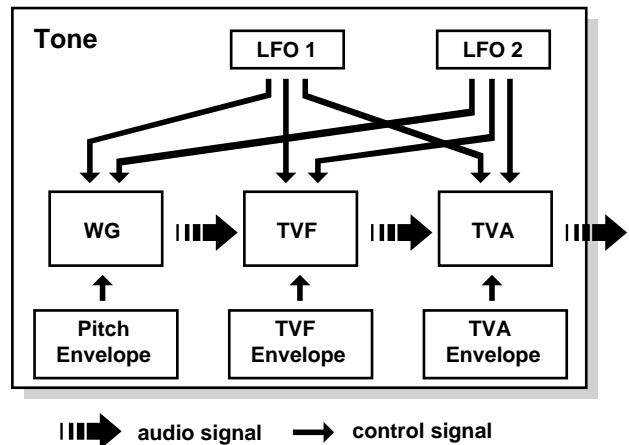 Tone
LFO 1
LFO 2
WG
TVF
TVA
Pitch
Envelope
TVF
Envelope
TVA
Envelope
audio signal
control signal